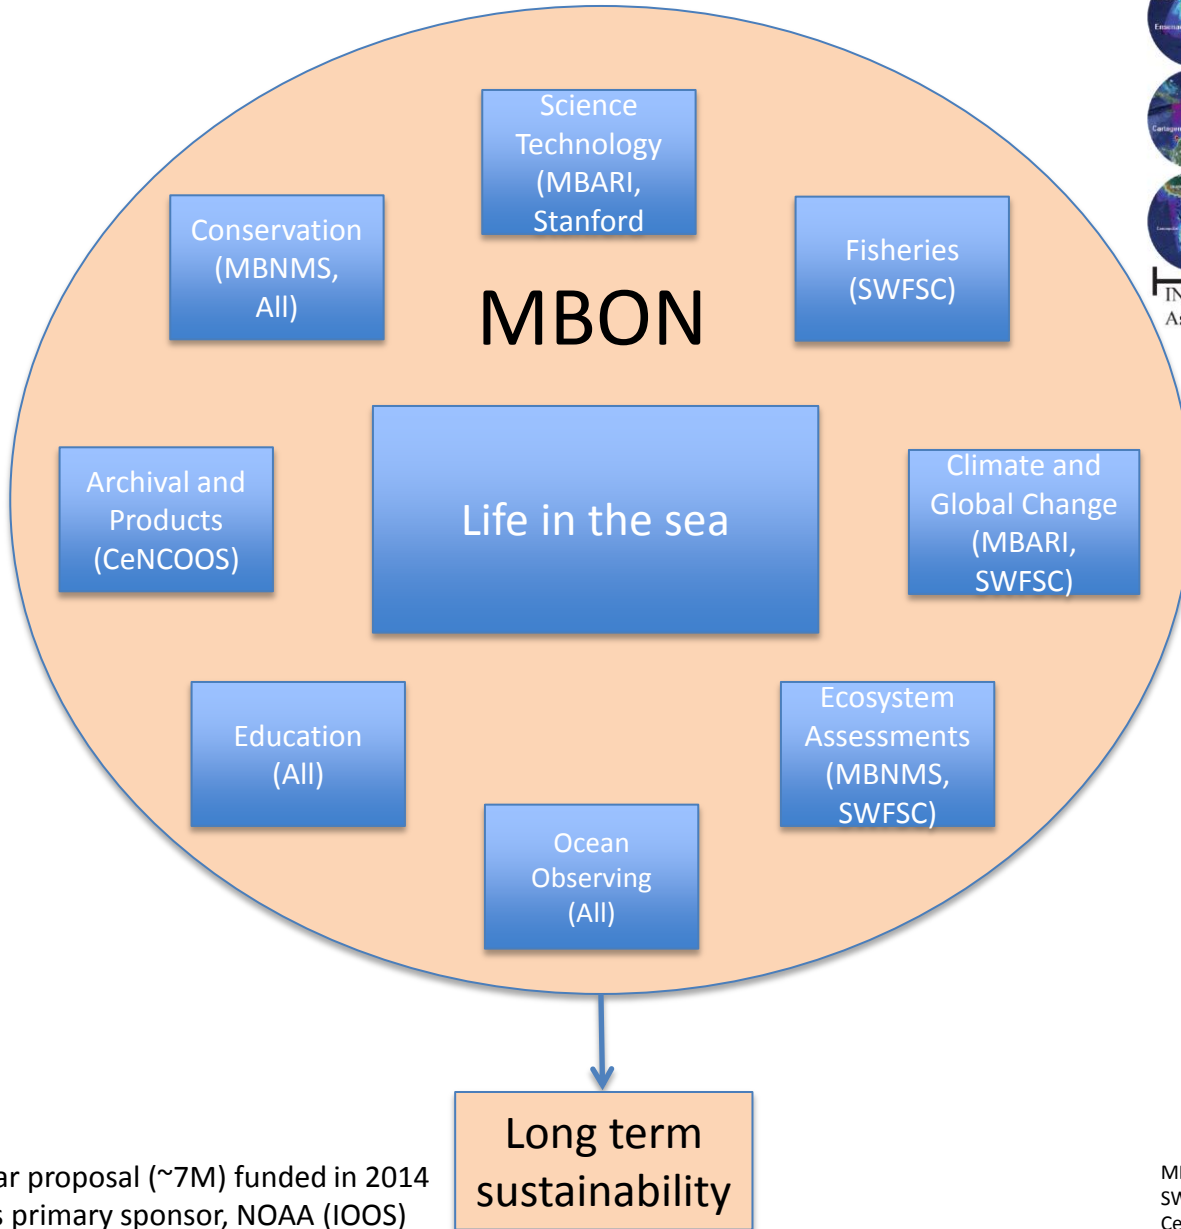 Science
Technology
(MBARI,
Stanford
Conservation
(MBNMS,
All)
Fisheries
(SWFSC)
MBON
Archival and
Products
(CeNCOOS)
Life in the sea
Climate and
Global Change
(MBARI,
SWFSC)
Education
(All)
Ecosystem
Assessments
(MBNMS,
SWFSC)
Ocean
Observing
(All)
Long term
sustainability
proposal (~7M) funded in 2014
primary sponsor, NOAA (IOOS)